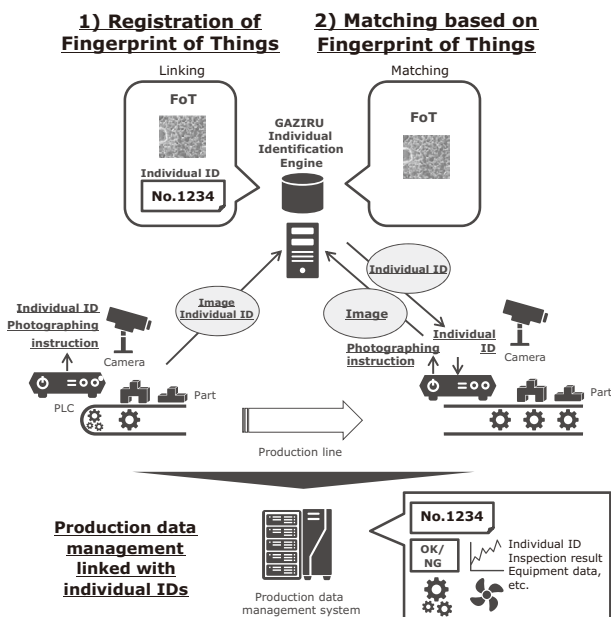 1) Registration of
Fingerprint of Things
2) Matching based on
Fingerprint of Things
Linking
FoT
Individual ID
No.1234
GAZIRU
Individual
Identification
Engine
Matching
FoT
Image
Individual ID
Individual ID
Image
Individual ID
Photographing
instruction
Camera
PLC
Part
Individual
ID
Photographing
instruction
Camera
Part
Production line
Production data
management
linked with
individual IDs
Production data
management system
No.1234
OK/
NG
Individual ID
Inspection result
Equipment data,
etc.